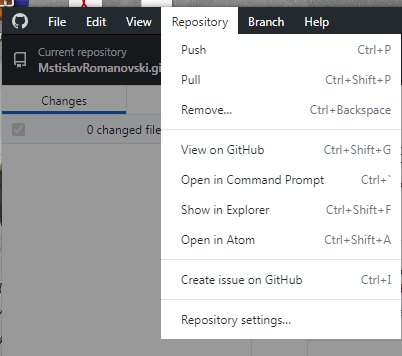 File Edit View Repository Branch Help
Current repository
MstislavRomanovski.gi
Changes
0 changed file
Push Ctrl+P
Pull Ctrl+Shift+P
Remove... Ctrl+Backspace
View on GitHub Ctrl+Shift+G
Open in Command Prompt Ctrl+`
Show in Explorer Ctrl+Shift+F
Open in Atom Ctrl+Shift+A
Create issue on GitHub Ctrl+I
Repository settings...